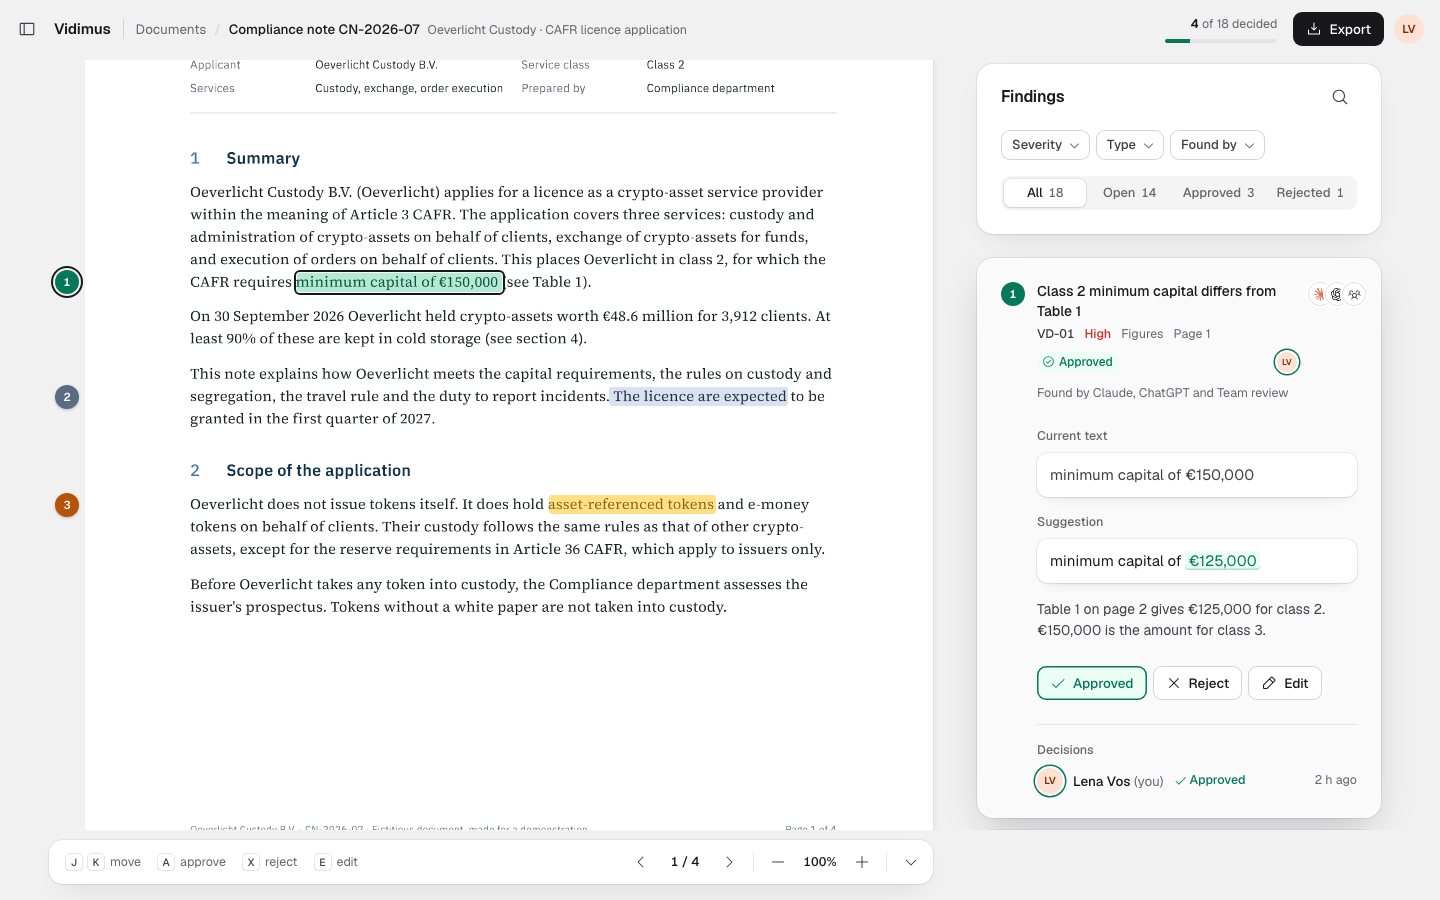 Vidimus Documents / Compliance note CN-2026-07 Oeverlicht Custody · CAFR licence application
4 of 18 decided
Export
LV
Applicant Oeverlicht Custody B.V. Service class Class 2
Services Custody, exchange, order execution Prepared by Compliance department
1 Summary
Oeverlicht Custody B.V. (Oeverlicht) applies for a licence as a crypto-asset service provider
within the meaning of Article 3 CAFR. The application covers three services: custody and
administration of crypto-assets on behalf of clients, exchange of crypto-assets for funds,
and execution of orders on behalf of clients. This places Oeverlicht in class 2, for which the
1
CAFR requires minimum capital of €150,000 (see Table 1).
On 30 September 2026 Oeverlicht held crypto-assets worth €48.6 million for 3,912 clients. At
least 90% of these are kept in cold storage (see section 4).
This note explains how Oeverlicht meets the capital requirements, the rules on custody and
2
segregation, the travel rule and the duty to report incidents. The licence are expected to be
granted in the first quarter of 2027.
2 Scope of the application
3
Oeverlicht does not issue tokens itself. It does hold asset-referenced tokens and e-money
tokens on behalf of clients. Their custody follows the same rules as that of other crypto-
assets, except for the reserve requirements in Article 36 CAFR, which apply to issuers only.
Before Oeverlicht takes any token into custody, the Compliance department assesses the
issuer's prospectus. Tokens without a white paper are not taken into custody.
Oeverlicht Custody B.V. · CN-2026-07 · Fictitious document, made for a demonstration Page 1 of 4
J K move A approve X reject E edit
1 / 4
100%
Findings
Severity Type Found by
All 18 Open 14 Approved 3 Rejected 1
1
Class 2 minimum capital differs from
Table 1
VD-01 High Figures Page 1
Approved
LV
Found by Claude, ChatGPT and Team review
Current text
minimum capital of €150,000
Suggestion
minimum capital of €125,000
Table 1 on page 2 gives €125,000 for class 2.
€150,000 is the amount for class 3.
Approved Reject Edit
Decisions
LV Lena Vos (you) Approved 2 h ago